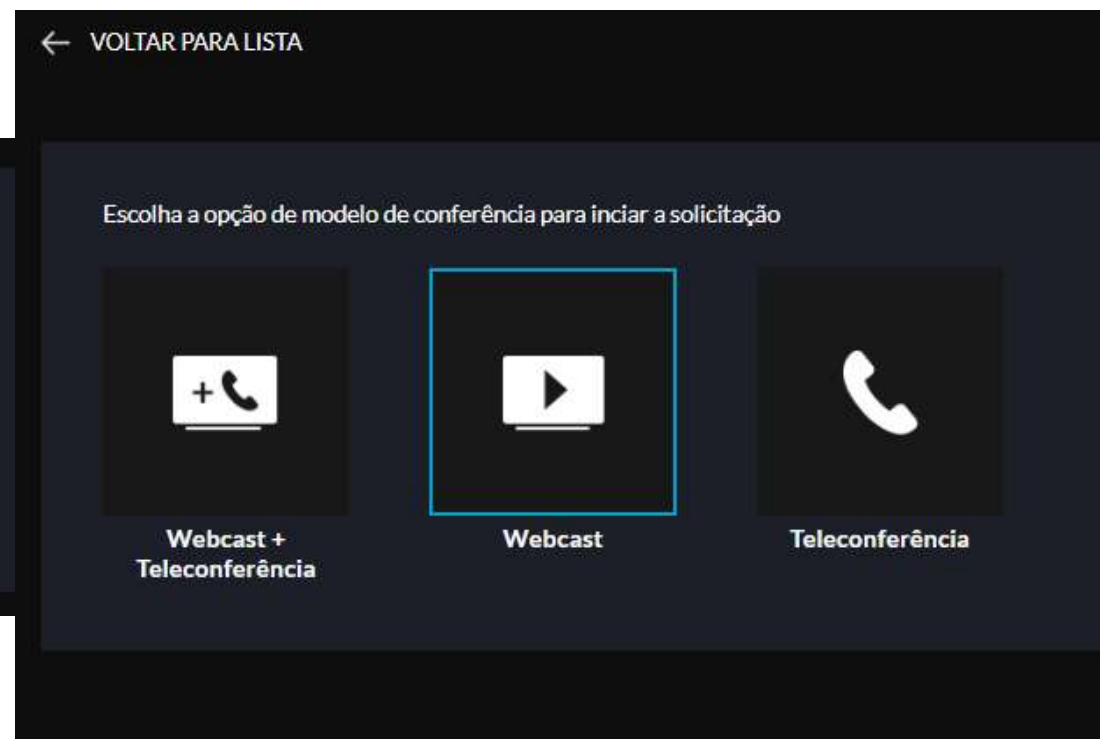 ← VOLTAR PARA LISTA
Escolha a opção de modelo de conferência para inciar a solicitação
Webcast +
Teleconferência
Webcast
Teleconferência